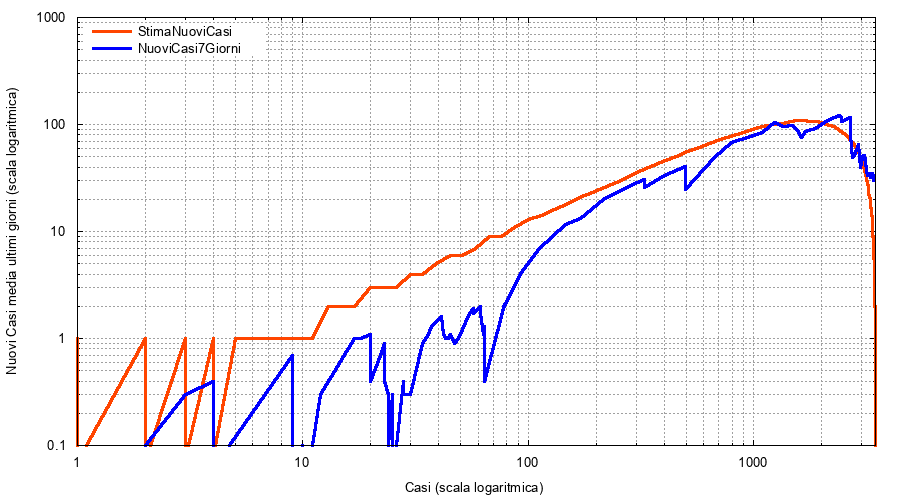 1000
StimaNuoviCasi
NuoviCasi7Giorni
100
10
1
0.1
Nuovi Casi media ultimi giorni (scala logaritmica)
1
10
100
1000
Casi (scala logaritmica)